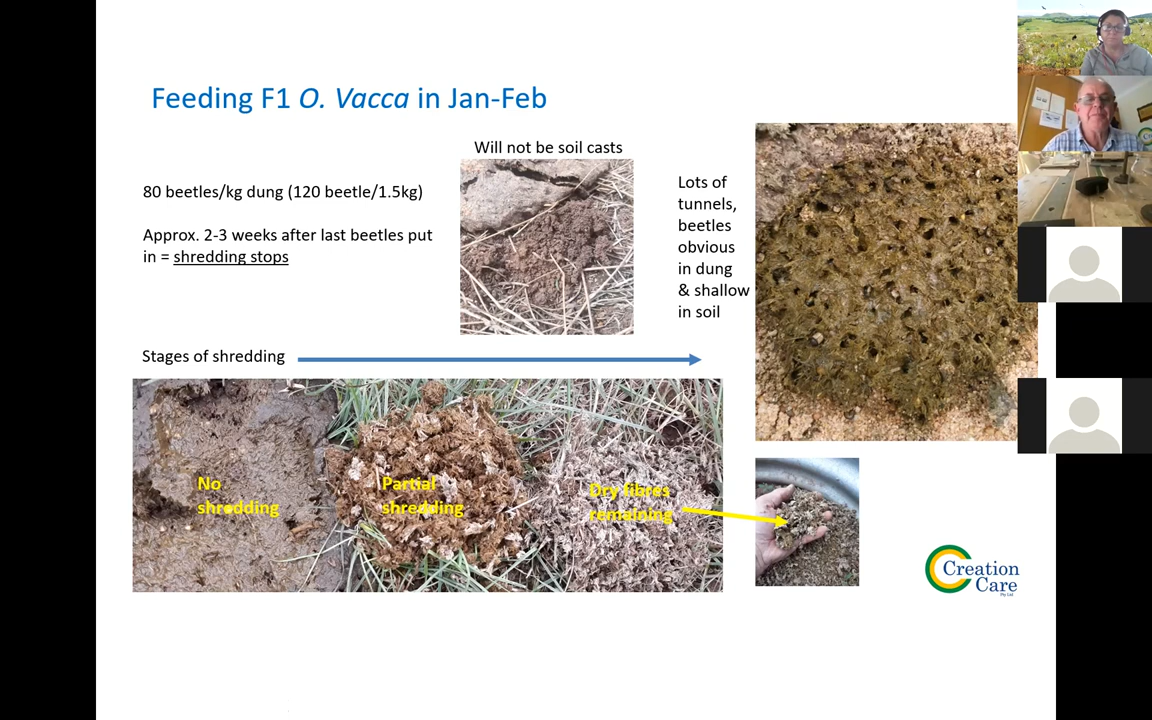 Feeding F1 O. Vacca in Jan-Feb
80 beetles/kg dung (120 beetle/1.5kg)
Approx. 2-3 weeks after last beetles put
in = shredding stops
Will not be soil casts
Lots of
tunnels,
beetles
obvious
in dung
& shallow
in soil
Stages of shredding
No
shredding
Partial
shredding
Dry fibres
remaining
Creation
Care
Pty Ltd